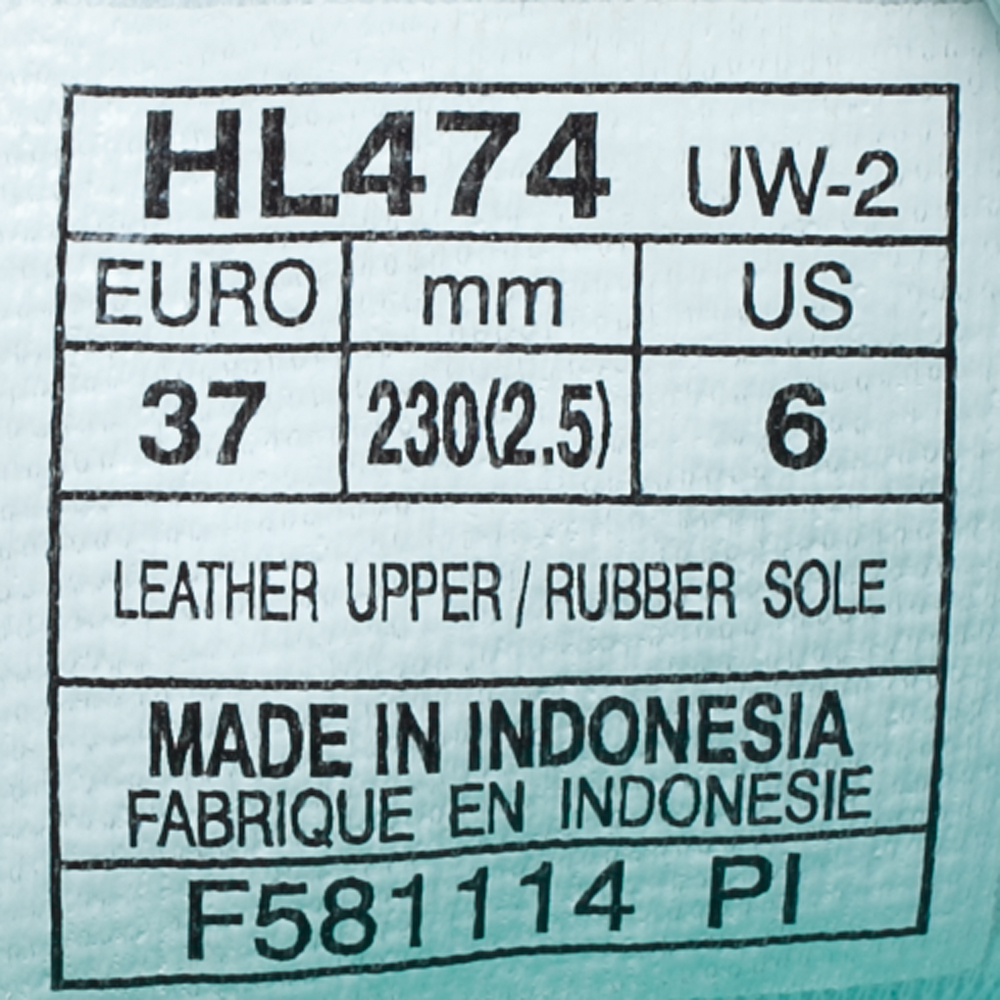 HL474 UW-2
EURO mm US
37 230(2.5) 6
LEATHER UPPER / RUBBER SOLE
MADE IN INDONESIA
FABRIQUE EN INDONESIE
F581114 PI